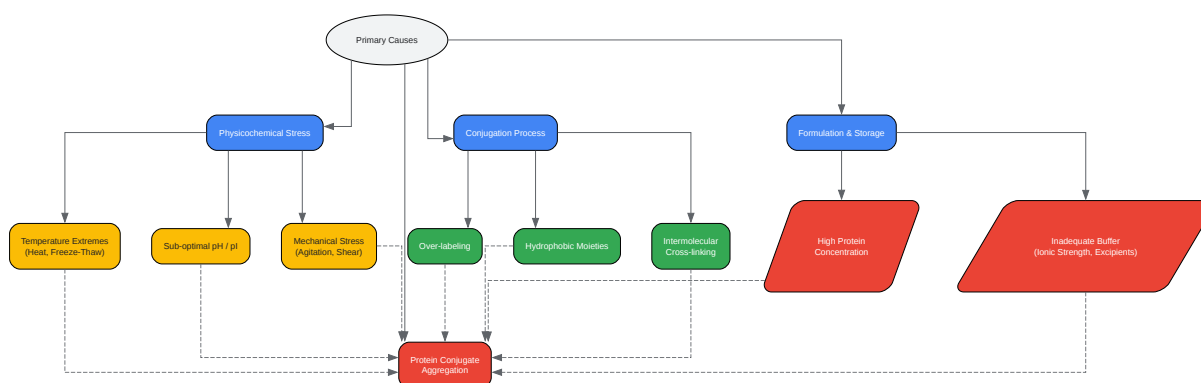 Primary Causes
Physicochemical Stress
Conjugation Process
Formulation & Storage
Temperature Extremes
(Heat, Freeze-Thaw)
Sub-optimal pH / pI
Mechanical Stress
(Agitation, Shear)
Over-labeling
Hydrophobic Moieties
Intermolecular
Cross-linking
High Protein
Concentration
Inadequate Buffer
(Ionic Strength, Excipients)
Protein Conjugate
Aggregation